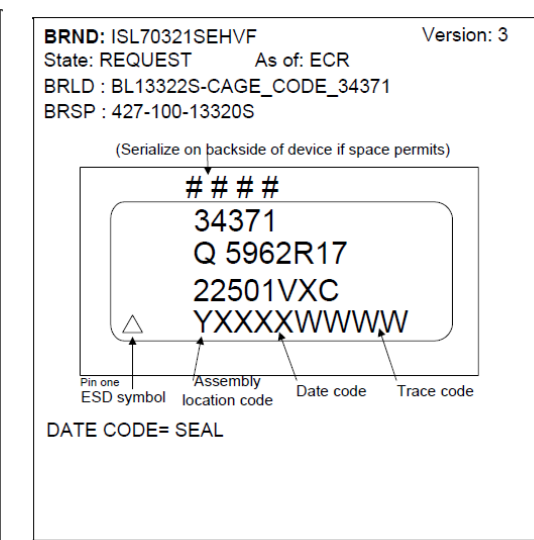 BRND: ISL70321SEHVF Version: 3
State: REQUEST As of: ECR
BRLD : BL13322S-CAGE_CODE_34371
BRSP : 427-100-13320S
(Serialize on backside of device if space permits)
# # # #
34371
Q 5962R17
22501VXC
YXXXXWWWW
Pin one
ESD symbol
Assembly
location code
Date code
Trace code
DATE CODE= SEAL